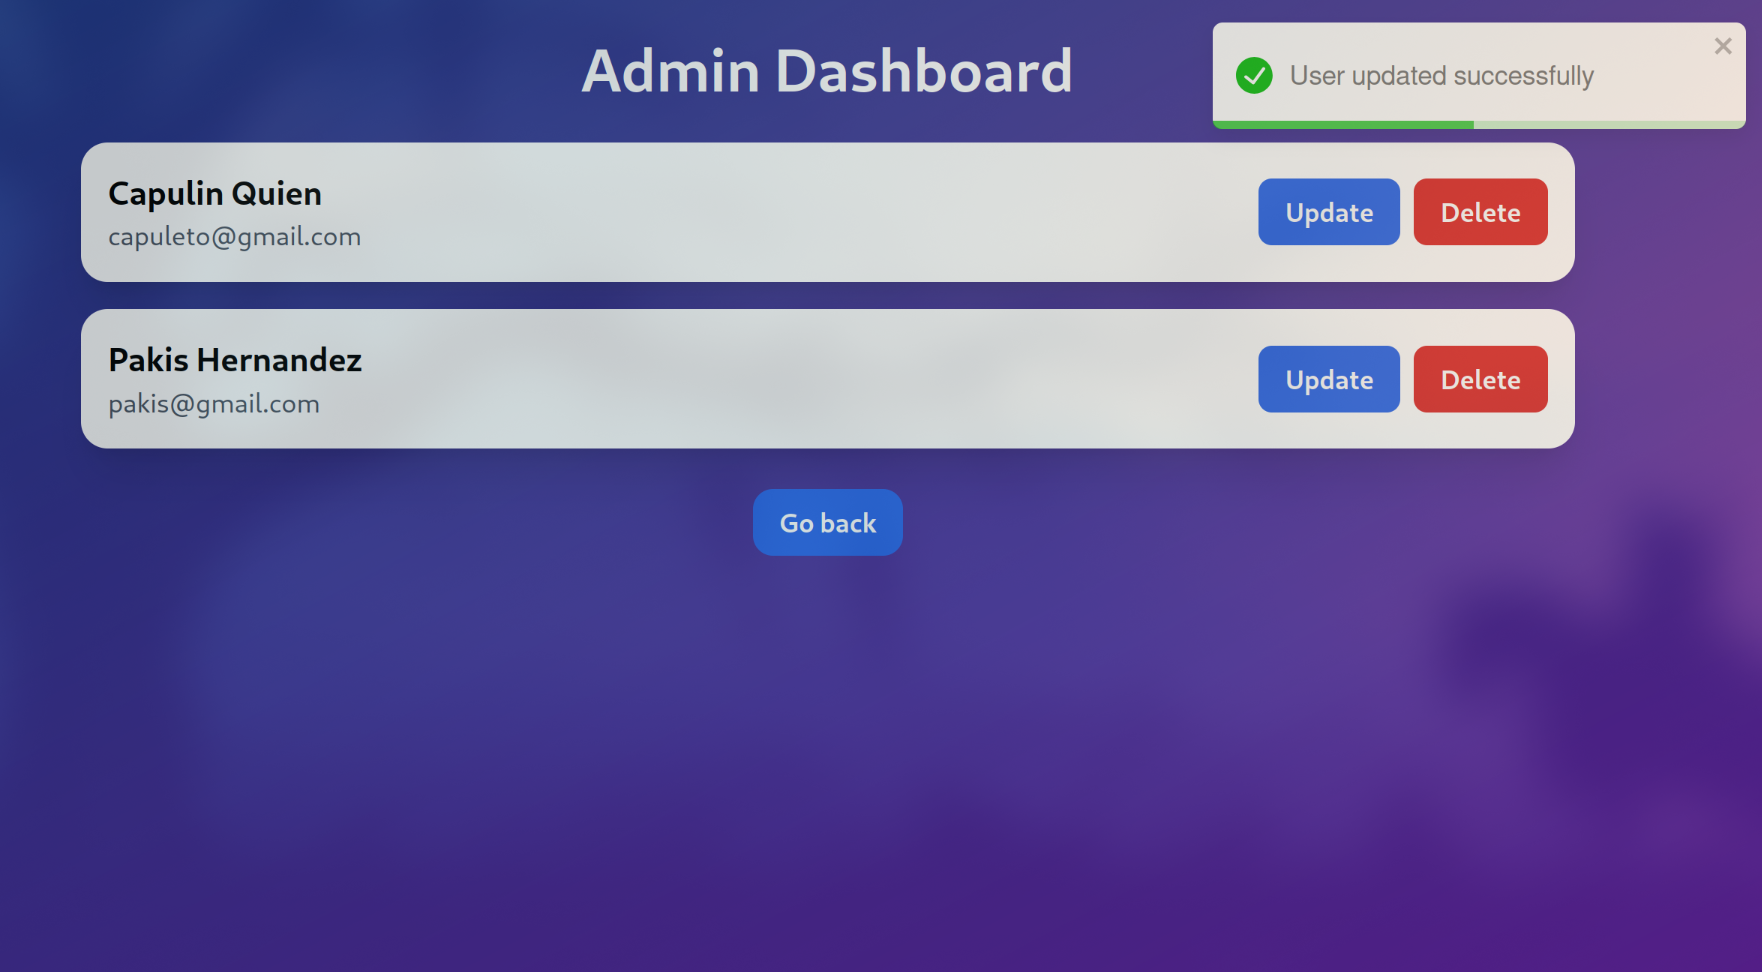 Admin Dashboard
User updated successfully
Capulin Quien
capuleto@gmail.com
Update
Delete
Pakis Hernandez
pakis@gmail.com
Update
Delete
Go back